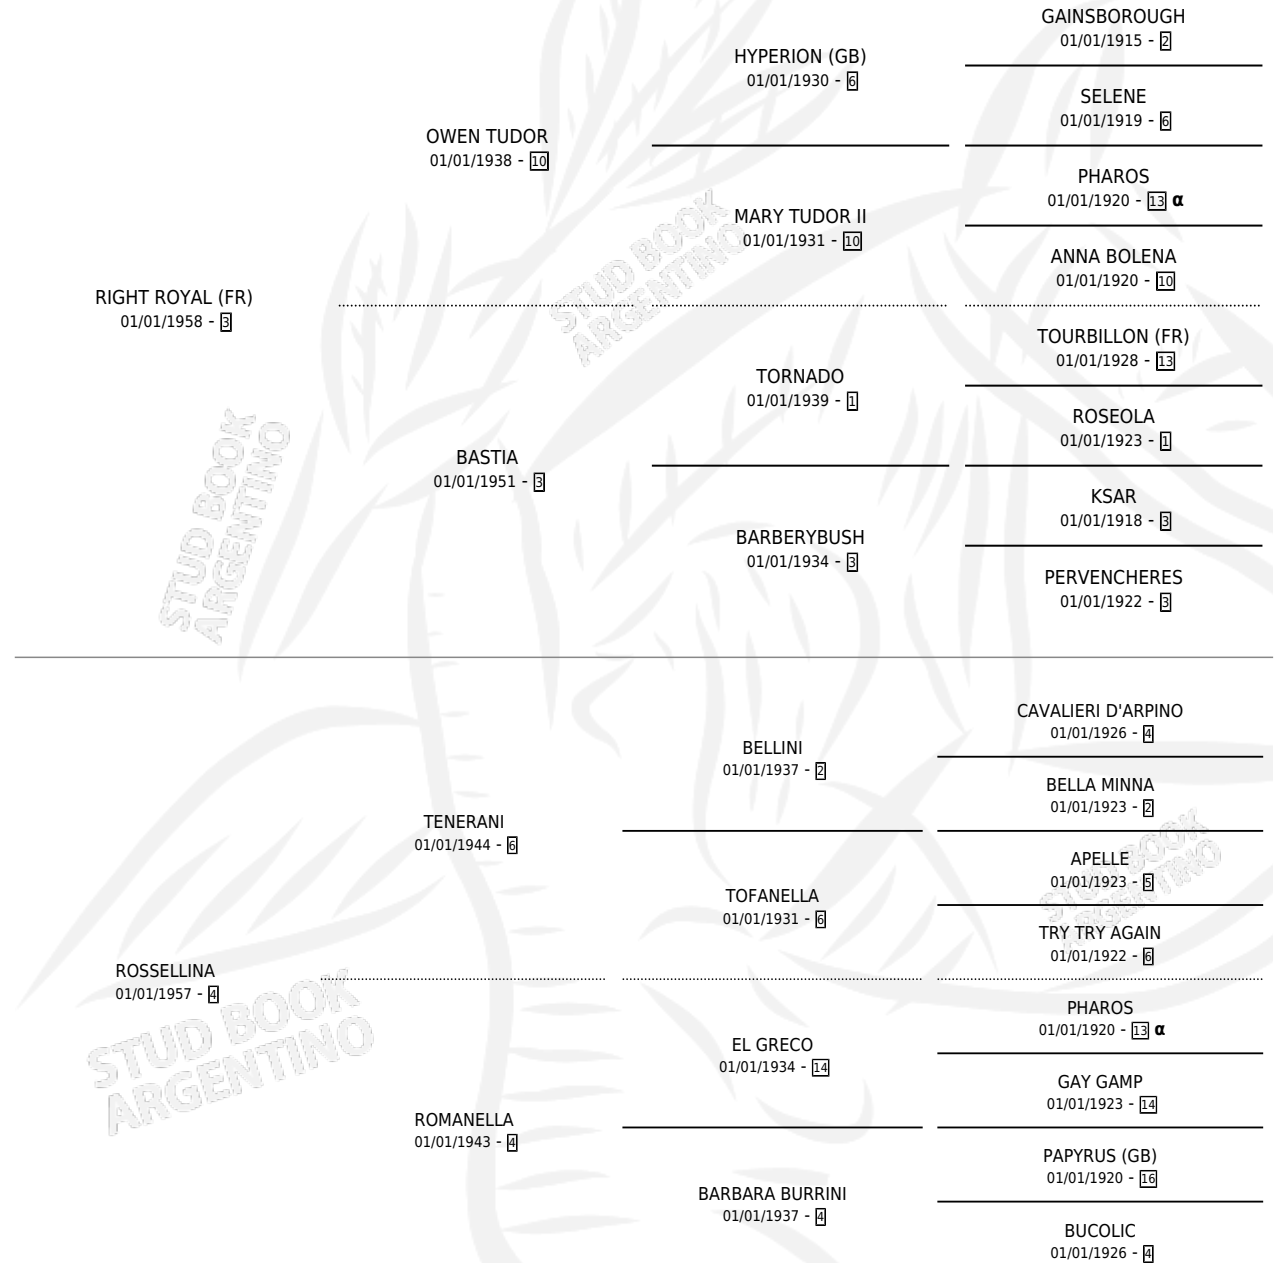 GAINSBOROUGH
01/01/1915 - 2
HYPERION (GB)
01/01/1930 - 6
SELENE
01/01/1919 - 6
OWEN TUDOR
01/01/1938 - 10
PHAROS
01/01/1920 - 13 α
MARY TUDOR II
01/01/1931 - 10
ANNA BOLENA
01/01/1920 - 10
RIGHT ROYAL (FR)
01/01/1958 - 3
TOURBILLON (FR)
01/01/1928 - 13
TORNADO
01/01/1939 - 1
ROSEOLA
01/01/1923 - 1
BASTIA
01/01/1951 - 3
KSAR
01/01/1918 - 3
BARBERYBUSH
01/01/1934 - 3
PERVENCHERES
01/01/1922 - 3
CAVALIERI D'ARPINO
01/01/1926 - 4
BELLINI
01/01/1937 - 2
BELLA MINNA
01/01/1923 - 2
TENERANI
01/01/1944 - 6
APELLE
01/01/1923 - 5
TOFANELLA
01/01/1931 - 6
TRY TRY AGAIN
01/01/1922 - 6
ROSSELLINA
01/01/1957 - 4
PHAROS
01/01/1920 - 13 α
EL GRECO
01/01/1934 - 14
GAY GAMP
01/01/1923 - 14
ROMANELLA
01/01/1943 - 4
PAPYRUS (GB)
01/01/1920 - 16
BARBARA BURRINI
01/01/1937 - 4
BUCOLIC
01/01/1926 - 4
STUD BOOK
ARGENTINO
STUD BOOK
ARGENTINO
STUD BOOK
ARGENTINO
STUD BOOK
ARGENTINO